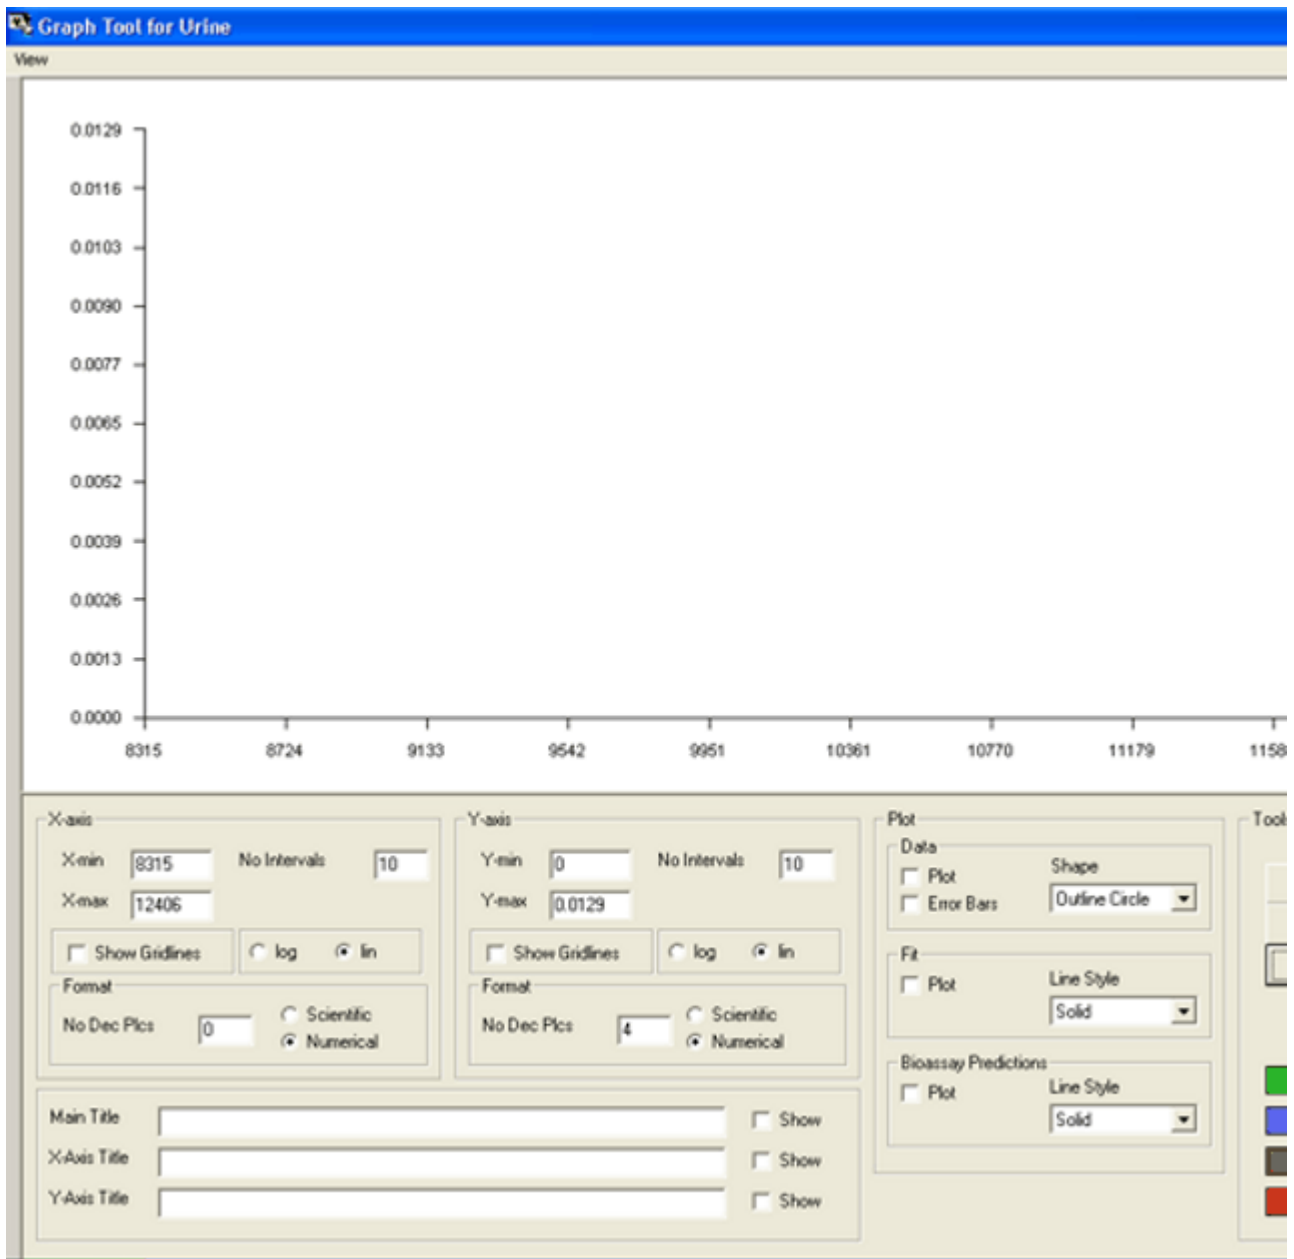 Graph Tool for Urine
View
0.0129
0.0116
0.0103
0.0090
0.0077
0.0065
0.0052
0.0039
0.0026
0.0013
0.0000
8315 8724 9133 9542 9951 10361 10770 11179 1158
X-axis
X-min 8315 No Intervals 10
X-max 12406
Show Gridlines log lin
Format
No Dec Plcs 0 Scientific
Numerical
Y-axis
Y-min 0 No Intervals 10
Y-max 0.0129
Show Gridlines log lin
Format
No Dec Plcs 4 Scientific
Numerical
Plot
Data
Plot Shape
Error Bars Outline Circle
Fit
Plot Line Style
Solid
Bioassay Predictions
Plot Line Style
Solid
Tool
Main Title Show
X-Axis Title Show
Y-Axis Title Show